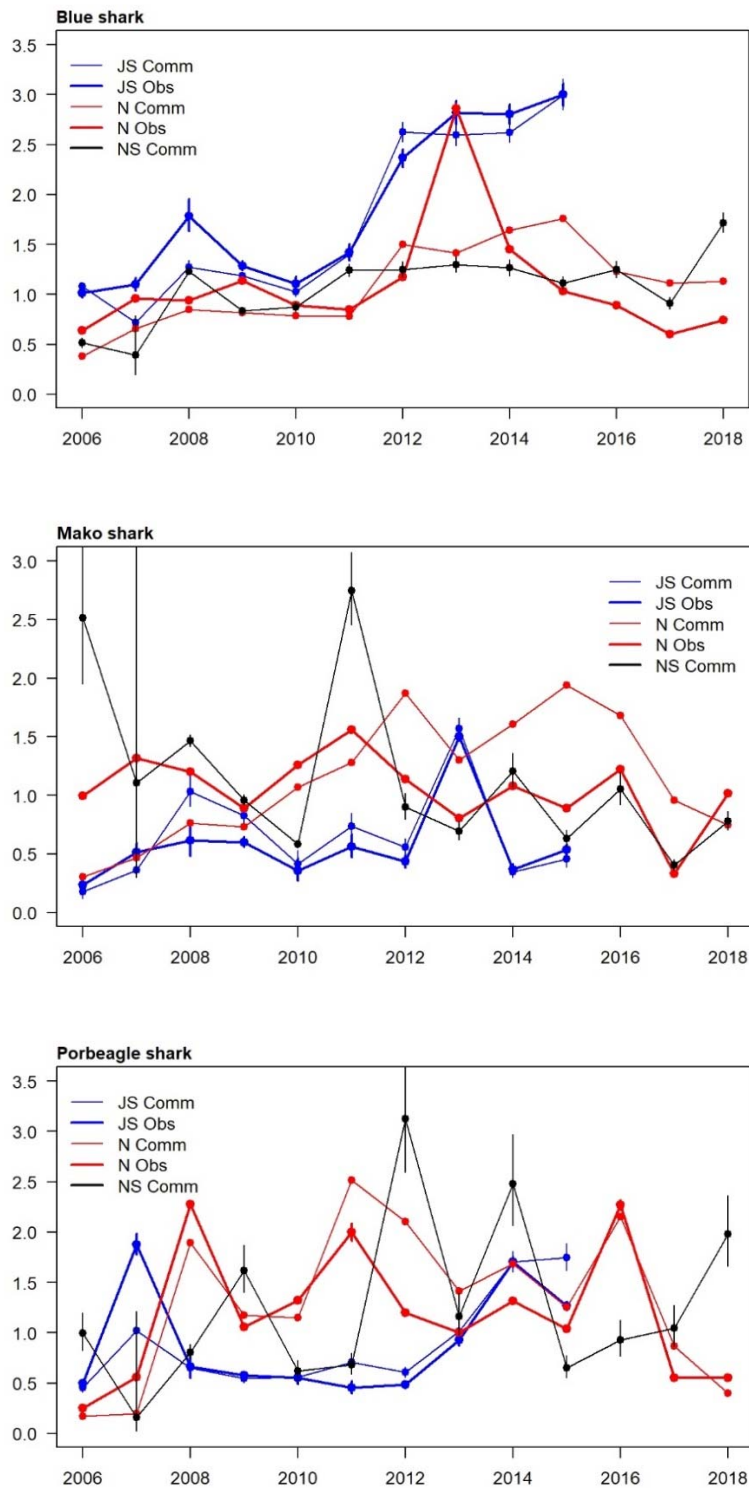 Blue shark
3.5
3.0
2.5
2.0
1.5
1.0
0.5
0.0
JS Comm
JS Obs
N Comm
N Obs
NS Comm
2006 2008 2010 2012 2014 2016 2018
Mako shark
3.0
2.5
2.0
1.5
1.0
0.5
0.0
JS Comm
JS Obs
N Comm
N Obs
NS Comm
2006 2008 2010 2012 2014 2016 2018
Porbeagle shark
3.5
3.0
2.5
2.0
1.5
1.0
0.5
0.0
JS Comm
JS Obs
N Comm
N Obs
NS Comm
2006 2008 2010 2012 2014 2016 2018